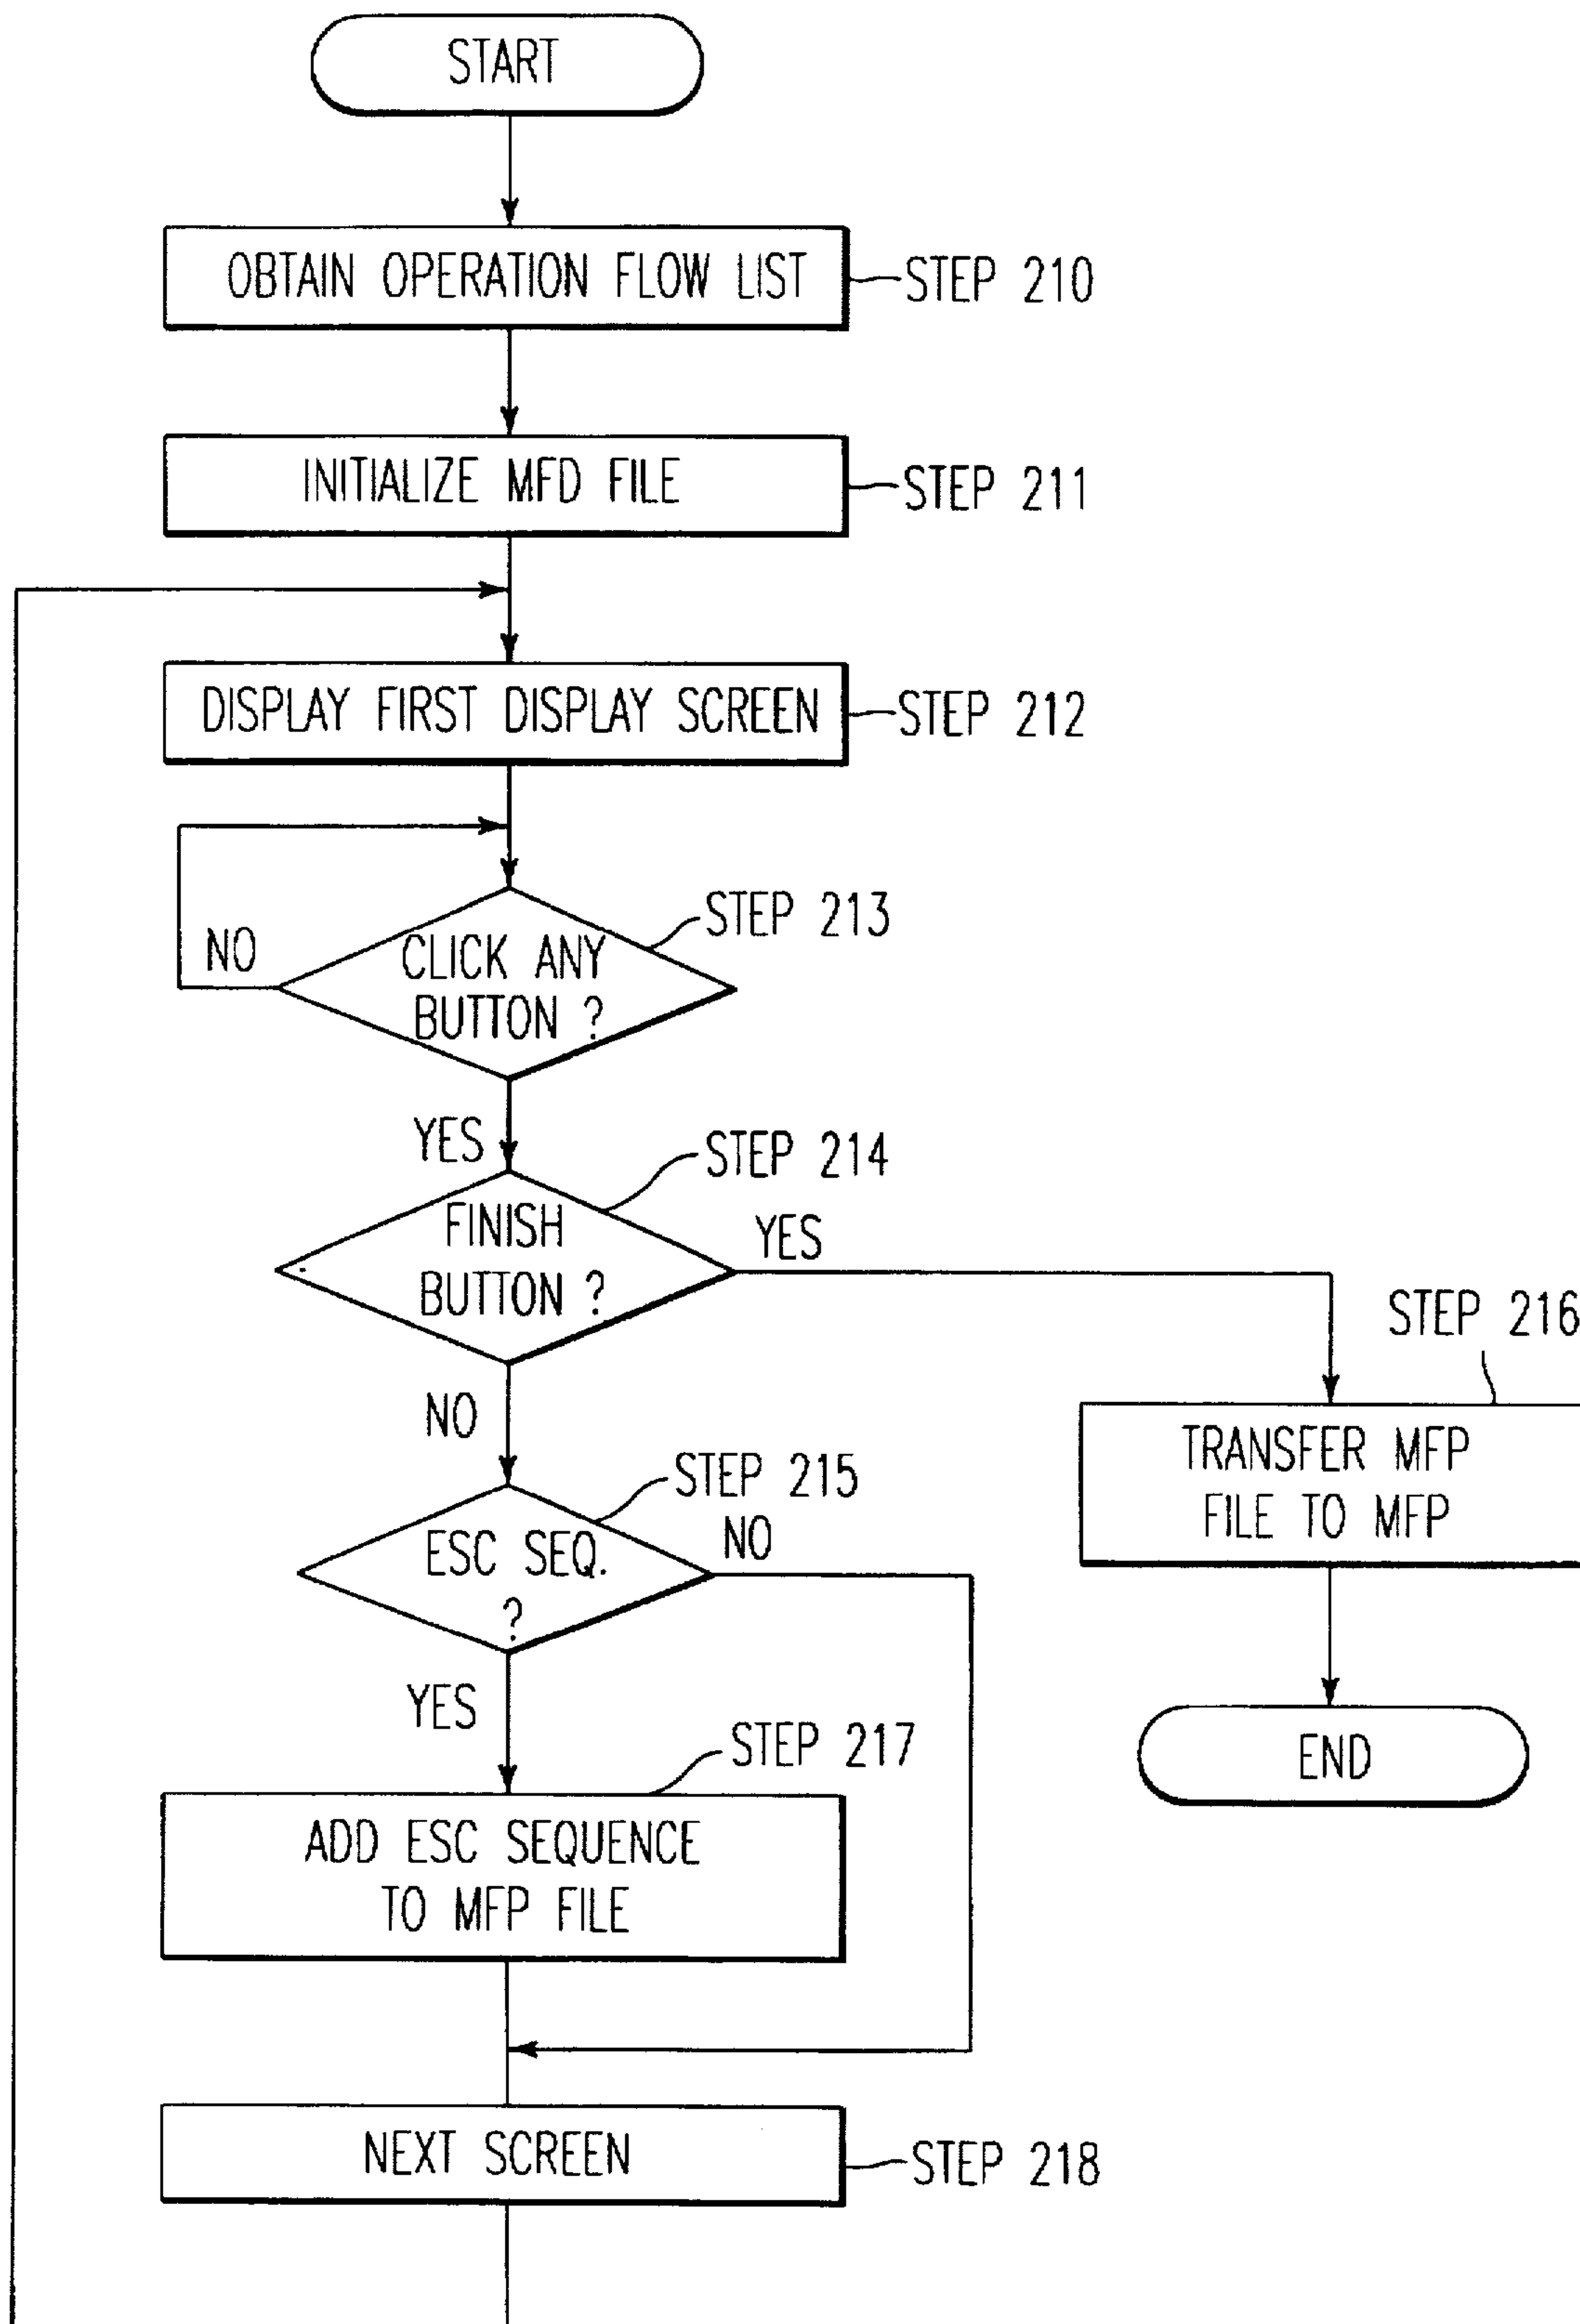 START
OBTAIN OPERATION FLOW LIST
STEP 210
INITIALIZE MFD FILE
STEP 211
DISPLAY FIRST DISPLAY SCREEN
STEP 212
STEP 213
NO
CLICK ANY
BUTTON ?
YES
STEP 214
FINISH
BUTTON ?
YES
STEP 216
NO
TRANSFER MFP
FILE TO MFP
STEP 215
ESC SEQ.
?
NO
YES
END
STEP 217
ADD ESC SEQUENCE
TO MFP FILE
NEXT SCREEN
STEP 218